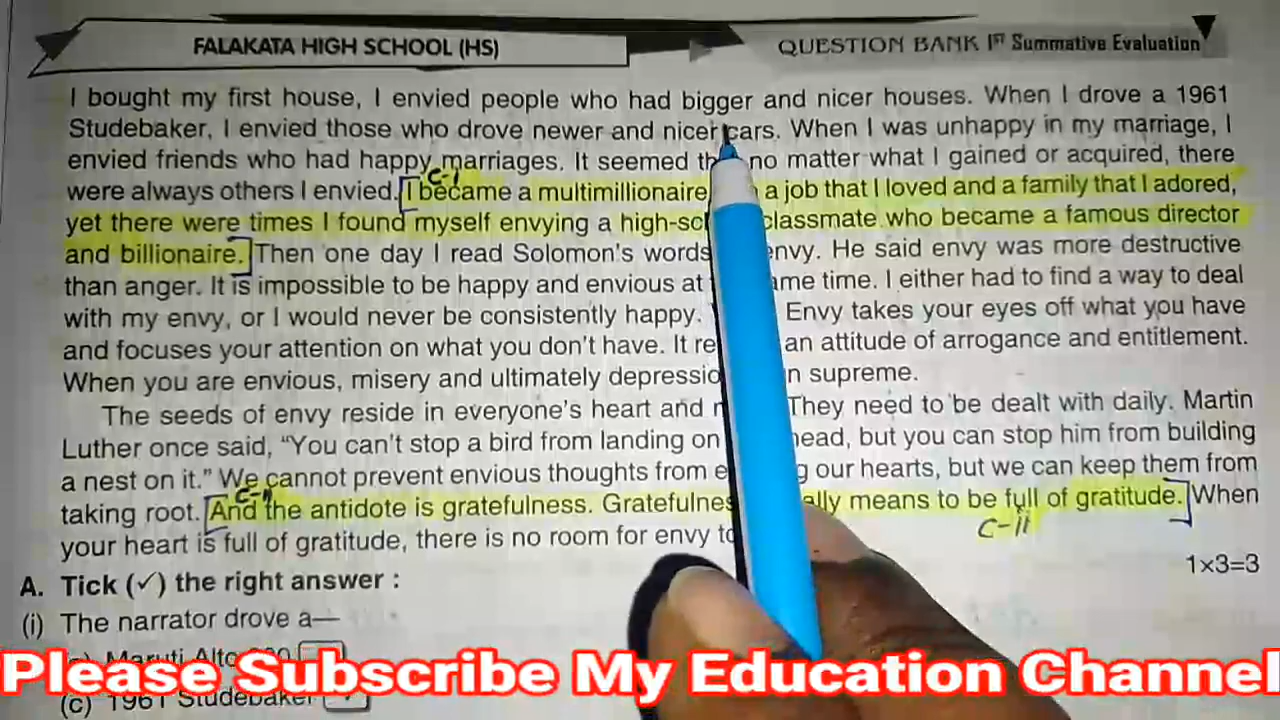 FALAKATA HIGH SCHOOL (HS)
QUESTION BANK 1ST Summative Evaluation
I bought my first house, I envied people who had bigger and nicer houses. When I drove a 1961
Studebaker, I envied those who drove newer and nicer cars. When I was unhappy in my marriage, I
envied friends who had happy marriages. It seemed no matter what I gained or acquired, there
C-i
were always others I envied. I became a multimillionaire a job that I loved and a family that I adored,
yet there were times I found myself envying a classmate who became a famous director
and billionaire. Then one day I read Solomon's words envy. He said envy was more destructive
than anger. It is impossible to be happy and envious at time. I either had to find a way to deal
with my envy, or I would never be consistently happy. Envy takes your eyes off what you have
and focuses your attention on what you don't have. It an attitude of arrogance and entitlement.
When you are envious, misery and ultimately supreme.
The seeds of envy reside in everyone's heart and They need to be dealt with daily. Martin
Luther once said, “You can't stop a bird from landing on head, but you can stop him from building
a nest on it.” We cannot prevent envious thoughts from our hearts, but we can keep them from
C-ii
taking root. And the antidote is gratefulness. means to be full of gratitude. When
C-ii
your heart is full of gratitude, there is no room for envy
1×3=3
A. Tick (✓) the right answer :
(i) The narrator drove a—
Maruti Alto
Please Subscribe My Education Channel
(c) 1961 Studebaker